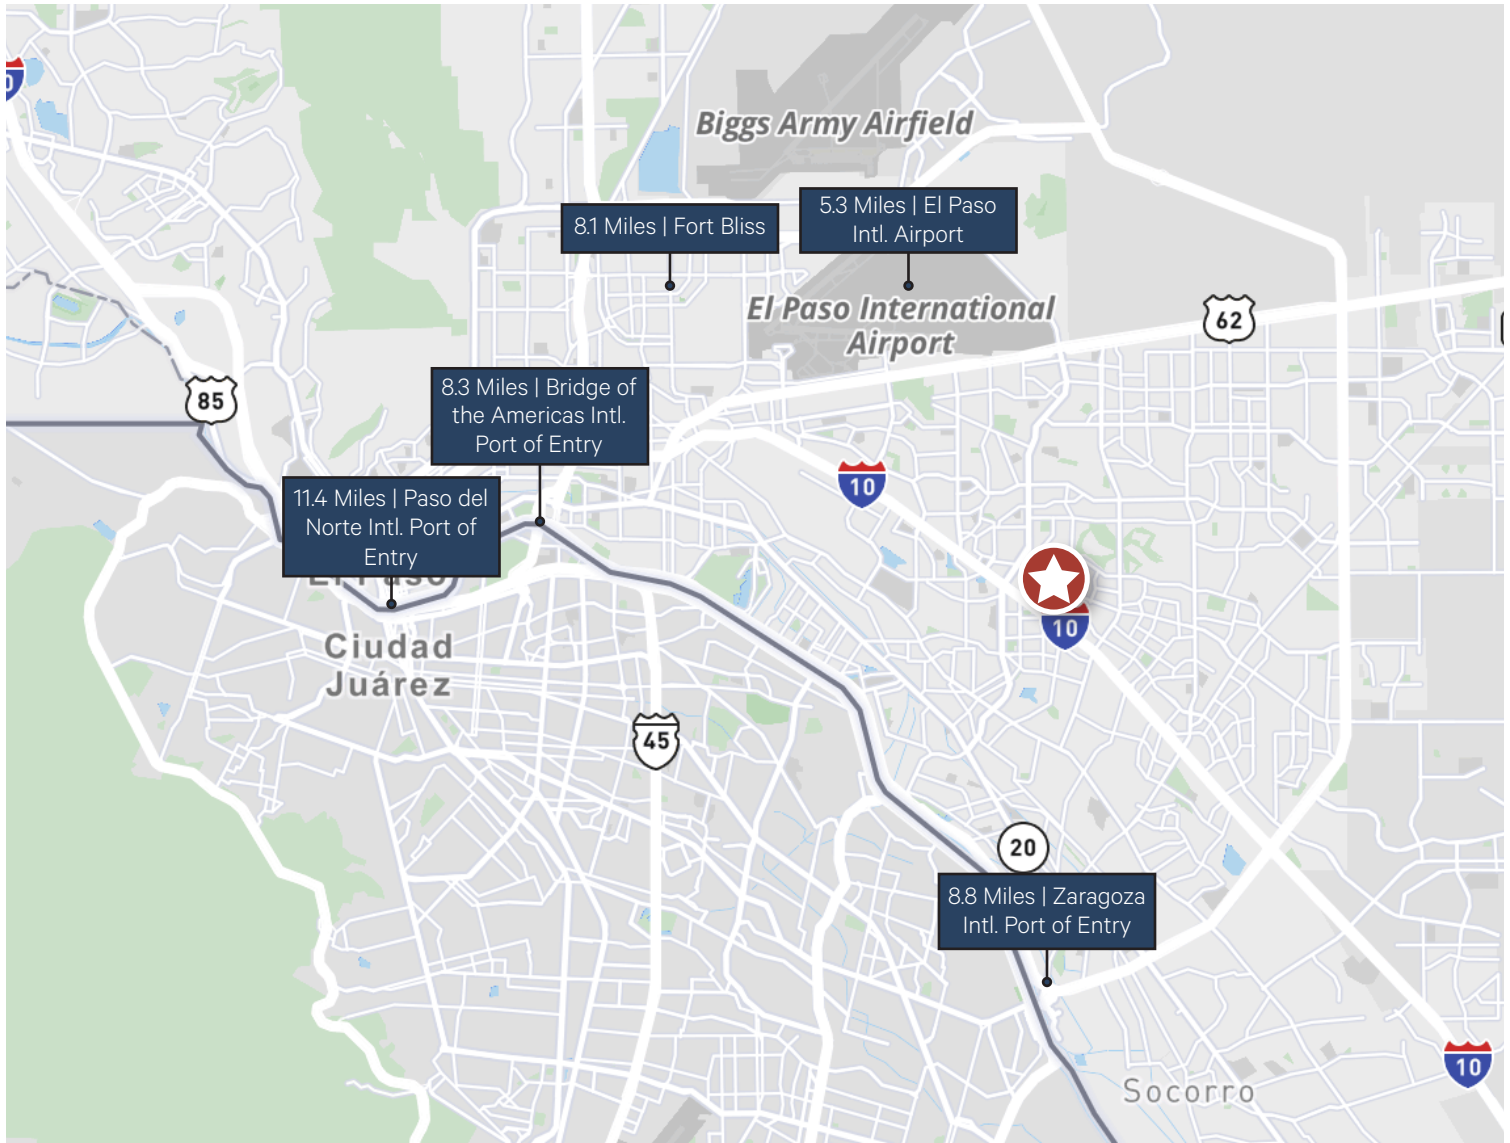 0
Biggs Army Airfield
8.1 Miles | Fort Bliss
5.3 Miles | El Paso
Intl. Airport
El Paso International
Airport
62
85
8.3 Miles | Bridge of
the Americas Intl.
Port of Entry
10
11.4 Miles | Paso del
Norte Intl. Port of
Entry
El Paso
10
Ciudad
Juárez
45
20
8.8 Miles | Zaragoza
Intl. Port of Entry
10
Socorro